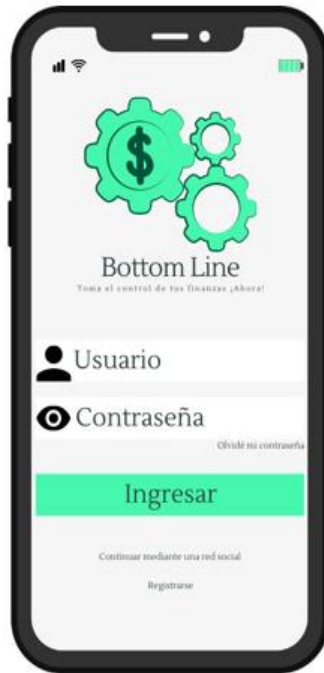 $
Bottom Line
Toma el control de tus finanzas ¡Ahora!
Usuario
Contraseña
Olvidé mi contraseña
Ingresar
Continuar mediante una red social
Registrarse